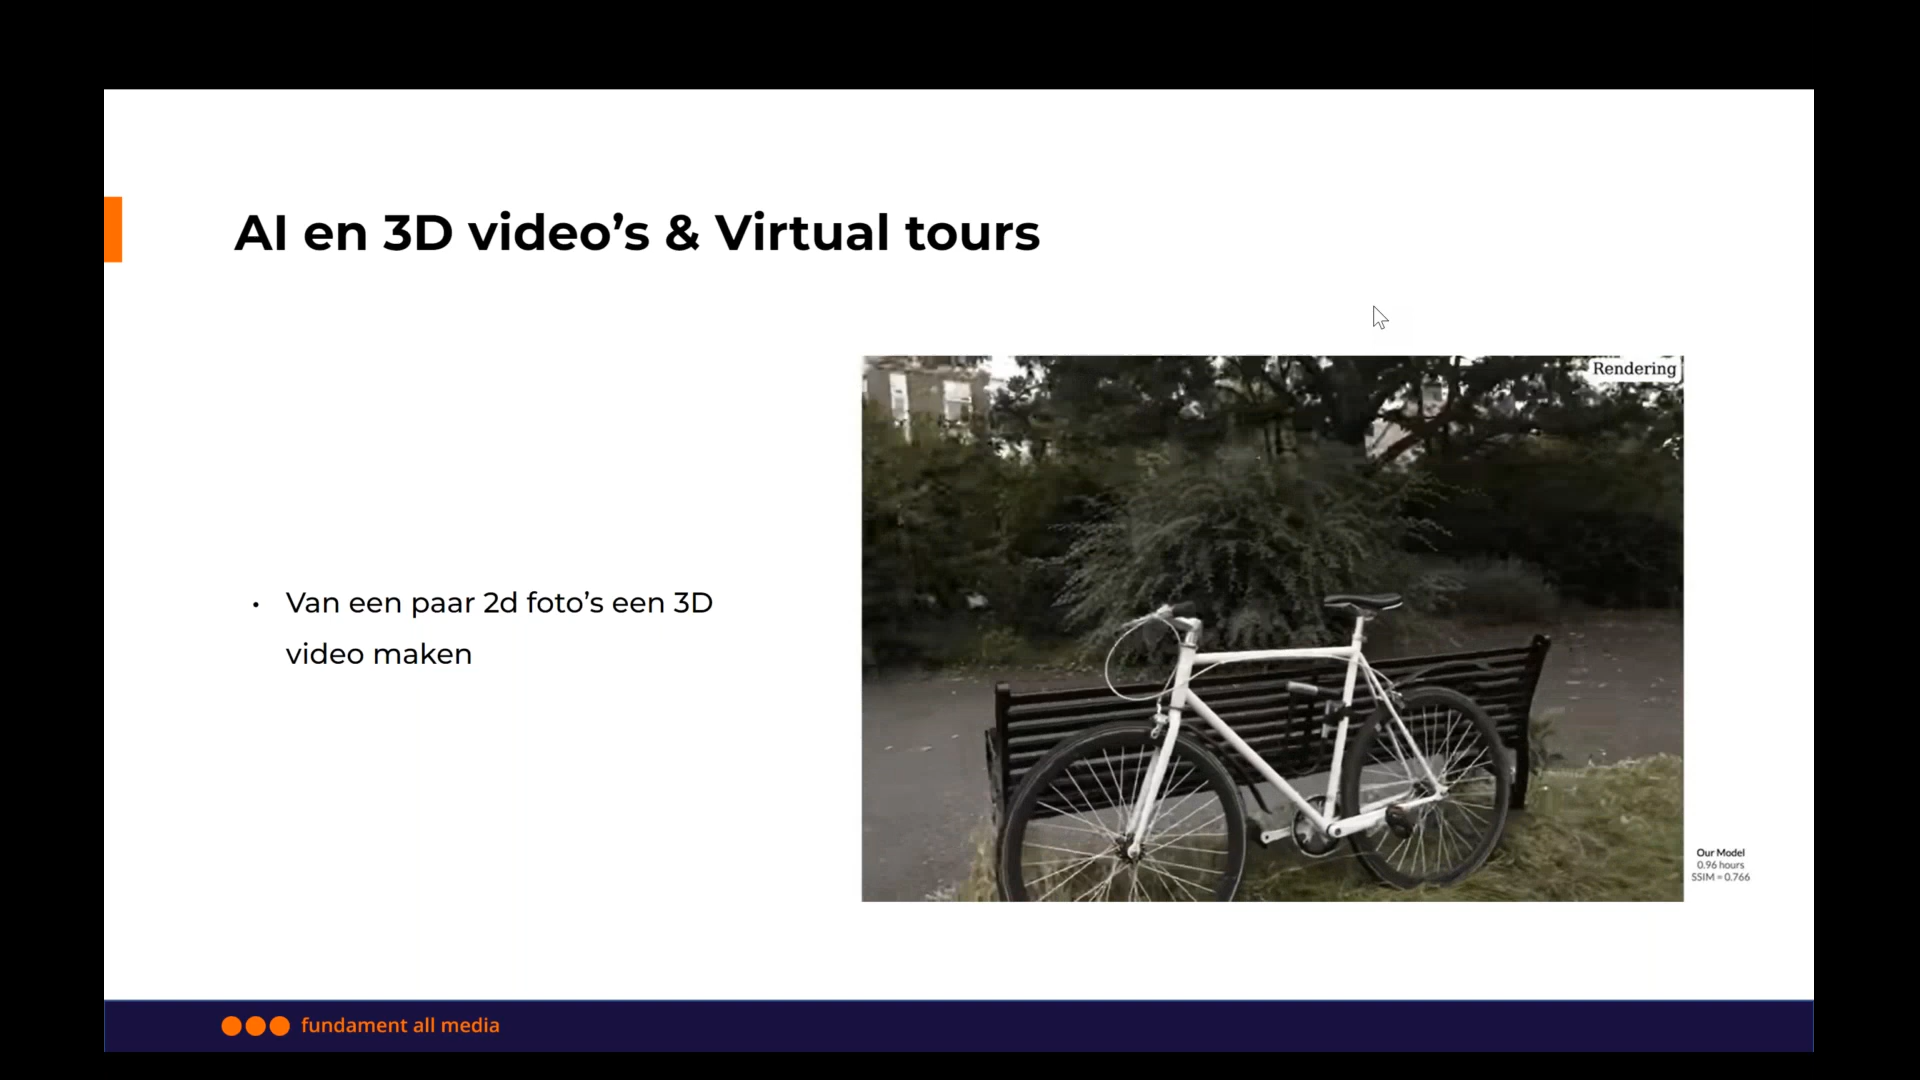 AI en 3D video’s & Virtual tours
Rendering
• Van een paar 2d foto’s een 3D
video maken
Our Model
0.96 hours
SSIM = 0.766
fundament all media